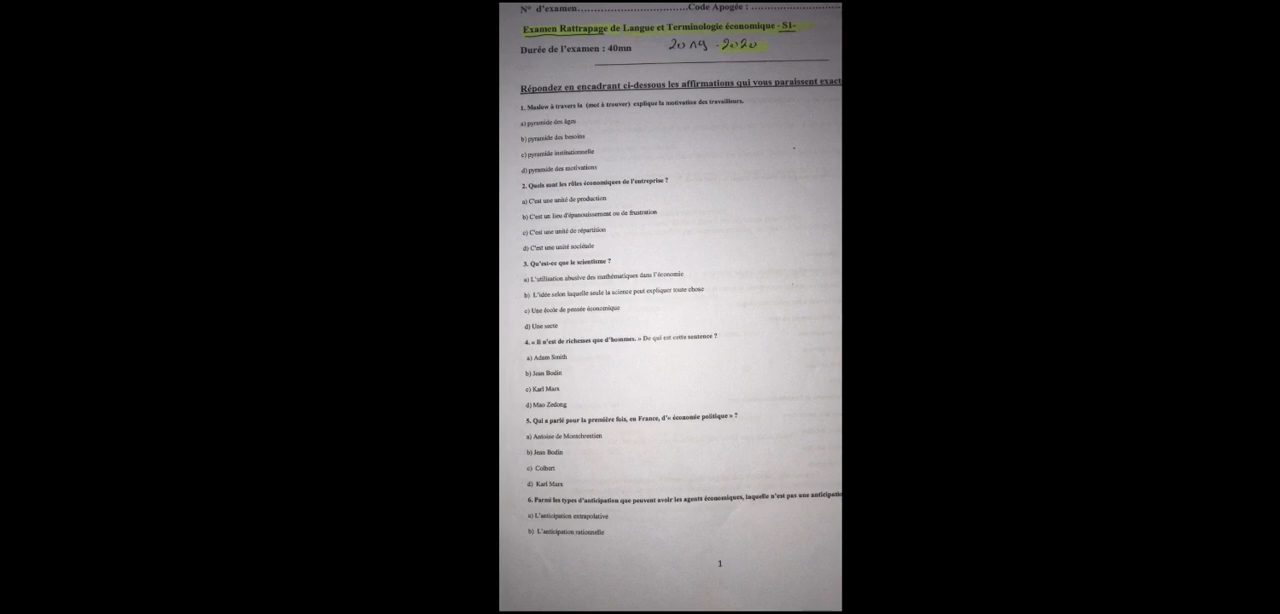 N° d'examen..................................Code Apogée : ........................
Examen Rattrapage de Langue et Terminologie économique - S1-
Durée de l'examen : 40mn 2019 - 2020
Répondez en encadrant ci-dessous les affirmations qui vous paraissent exact
1. Maslow à travers la (mot à trouver) explique la motivation des travailleurs.
a) pyramide des âges
b) pyramide des besoins
c) pyramide institutionnelle
d) pyramide des motivations
2. Quels sont les rôles économiques de l'entreprise ?
a) C'est une unité de production
b) C'est un lieu d'épanouissement ou de frustration
c) C'est une unité de répartition
d) C'est une unité sociétale
3. Qu'est-ce que le scientisme ?
a) L'utilisation abusive des mathématiques dans l'économie
b) L'idée selon laquelle seule la science peut expliquer toute chose
c) Une école de pensée économique
d) Une secte
4. « Il n'est de richesses que d'hommes. » De qui est cette sentence ?
a) Adam Smith
b) Jean Bodin
c) Karl Marx
d) Mao Zedong
5. Qui a parlé pour la première fois, en France, d'« économie politique » ?
a) Antoine de Montchrestien
b) Jean Bodin
c) Colbert
d) Karl Marx
6. Parmi les types d'anticipation que peuvent avoir les agents économiques, laquelle n'est pas une anticipatio
a) L'anticipation extrapolative
b) L'anticipation rationnelle
1